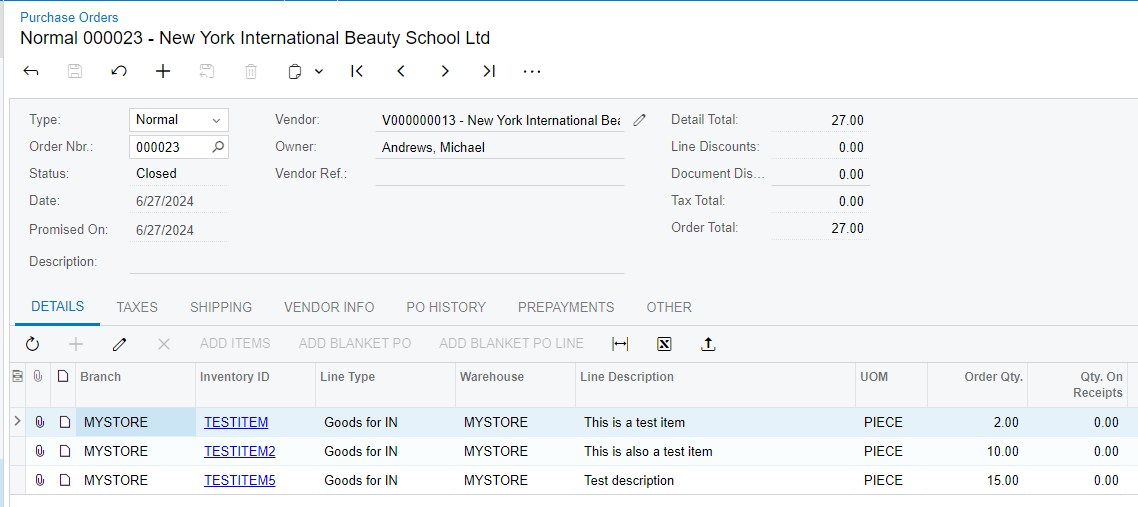 Purchase Orders
Normal 000023 - New York International Beauty School Ltd
Type: Normal Vendor: V000000013 - New York International Bea Detail Total: 27.00
Order Nbr.: 000023 Owner: Andrews, Michael Line Discounts: 0.00
Status: Closed Vendor Ref.: Document Dis... 0.00
Date: 6/27/2024 Tax Total: 0.00
Promised On: 6/27/2024 Order Total: 27.00
Description:
DETAILS TAXES SHIPPING VENDOR INFO PO HISTORY PREPAYMENTS OTHER
ADD ITEMS ADD BLANKET PO ADD BLANKET PO LINE
Branch Inventory ID Line Type Warehouse Line Description UOM Order Qty. Qty. On
Receipts
MYSTORE TESTITEM Goods for IN MYSTORE This is a test item PIECE 2.00 0.00
MYSTORE TESTITEM2 Goods for IN MYSTORE This is also a test item PIECE 10.00 0.00
MYSTORE TESTITEM5 Goods for IN MYSTORE Test description PIECE 15.00 0.00